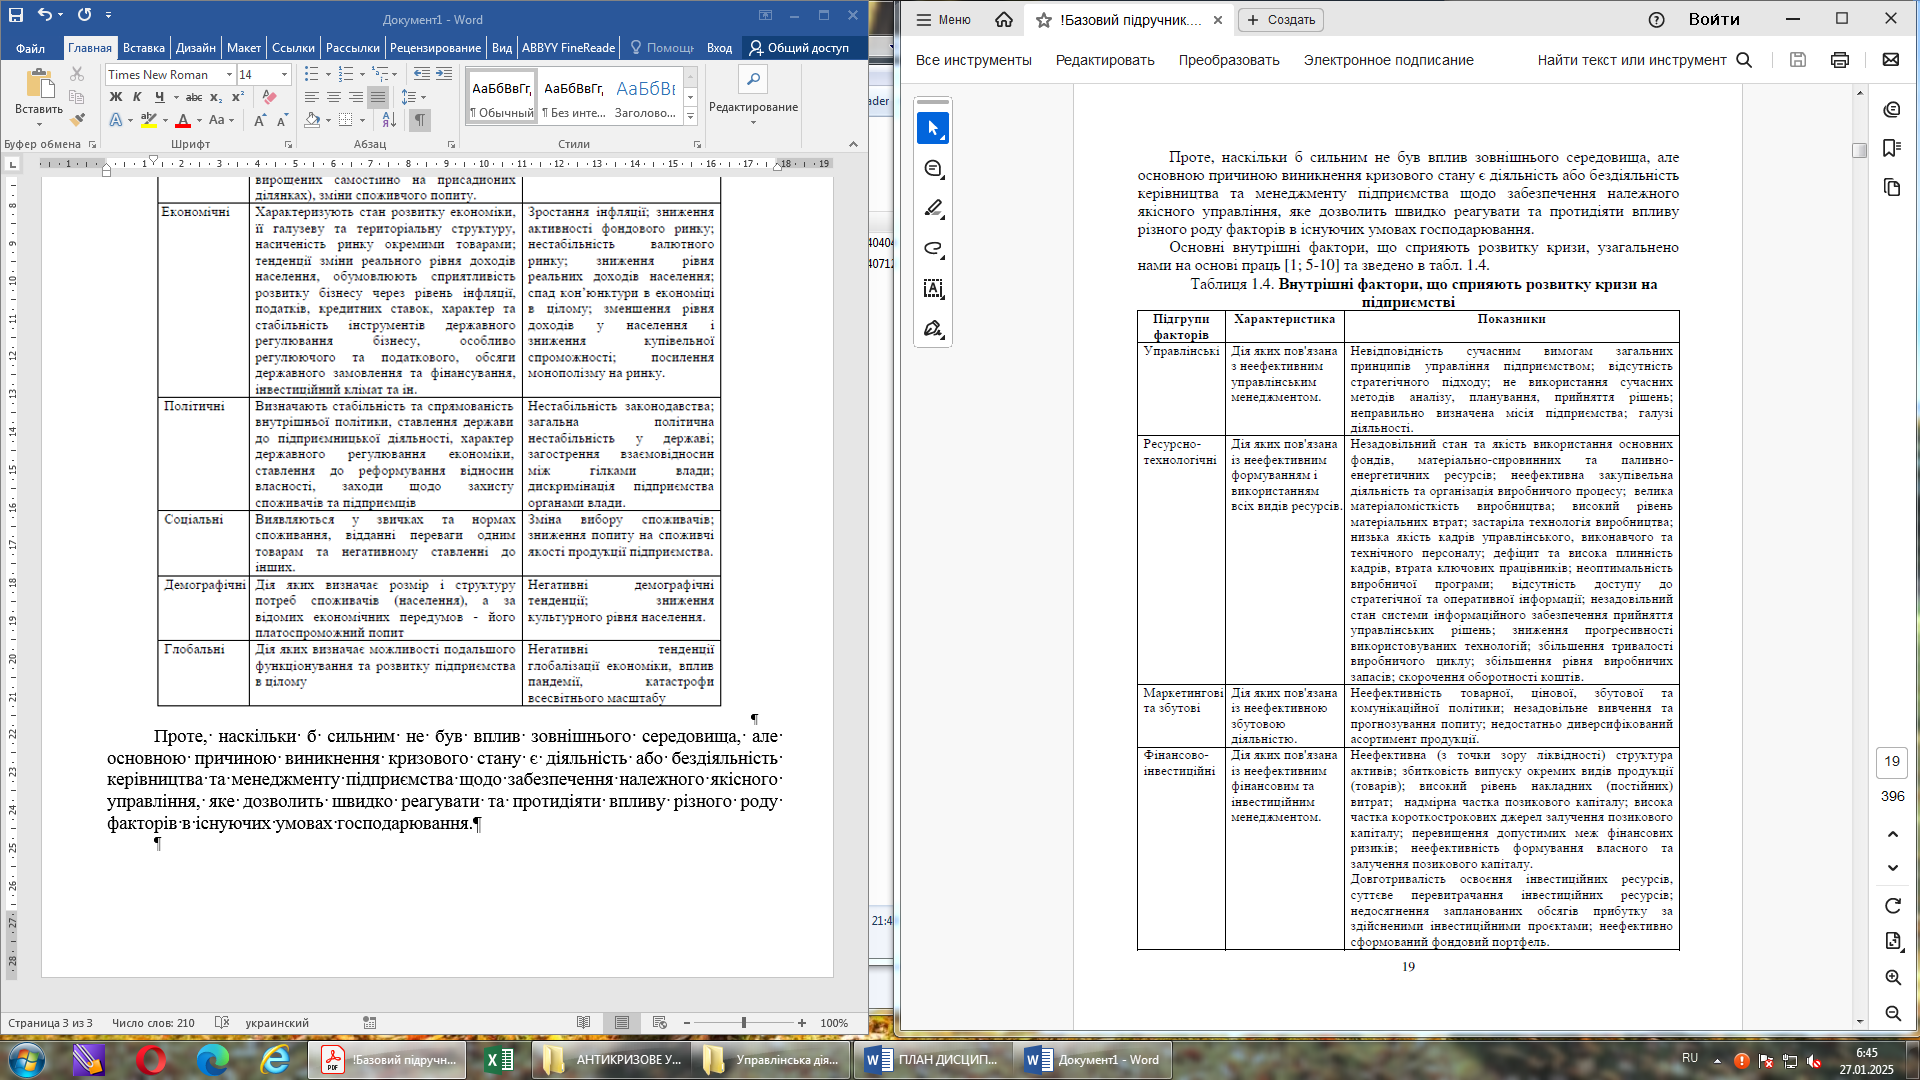 Документ1 - Word
Файл Главная Вставка Дизайн Макет Ссылки Рассылки Рецензирование Вид ABBYY FineReade Помощь Вход Общий доступ
Times New Roman 14
Вставить
Ж К Ч abc x₂ x²
АаБбВвГг, АаБбВвГг, АаБбВві
¶ Обычный ¶ Без инте... Заголово...
Редактирование
Буфер обмена Шрифт Абзац Стили
вирощених самостійно на присадибних
ділянках), зміни споживчого попиту.
Економічні
Характеризують стан розвитку економіки,
її галузеву та територіальну структуру,
насиченість ринку окремими товарами;
тенденції зміни реального рівня доходів
населення, обумовлюють сприятливість
розвитку бізнесу через рівень інфляції,
податків, кредитних ставок, характер та
стабільність інструментів державного
регулювання бізнесу, особливо
регулюючого та податкового, обсяги
державного замовлення та фінансування,
інвестиційний клімат та ін.
Зростання інфляції; зниження
активності фондового ринку;
нестабільність валютного
ринку; зниження рівня
реальних доходів населення;
спад кон’юнктури в економіці
в цілому; зменшення рівня
доходів у населення і
зниження купівельної
спроможності; посилення
монополізму на ринку.
Політичні
Визначають стабільність та спрямованість
внутрішньої політики, ставлення держави
до підприємницької діяльності, характер
державного регулювання економіки,
ставлення до реформування відносин
власності, заходи щодо захисту
споживачів та підприємців
Нестабільність законодавства;
загальна політична
нестабільність у державі;
загострення взаємовідносин
між гілками влади;
дискримінація підприємства
органами влади.
Соціальні
Виявляються у звичках та нормах
споживання, відданні переваги одним
товарам та негативному ставленні до
інших.
Зміна вибору споживачів;
зниження попиту на споживчі
якості продукції підприємства.
Демографічні
Дія яких визначає розмір і структуру
потреб споживачів (населення), а за
відомих економічних передумов - його
платоспроможний попит
Негативні демографічні
тенденції; зниження
культурного рівня населення.
Глобальні
Дія яких визначає можливості подальшого
функціонування та розвитку підприємства
в цілому
Негативні тенденції
глобалізації економіки, вплив
пандемії, катастрофи
всесвітнього масштабу
¶
Проте, наскільки б сильним не був вплив зовнішнього середовища, але
основною причиною виникнення кризового стану є діяльність або бездіяльність
керівництва та менеджменту підприємства щодо забезпечення належного якісного
управління, яке дозволить швидко реагувати та протидіяти впливу різного роду
факторів в існуючих умовах господарювання.¶
¶
Страница 3 из 3 Число слов: 210 украинский 100%
ader
40404
40712
21:4
Меню !Базовий підручник.... Создать Войти
Все инструменты Редактировать Преобразовать Электронное подписание Найти текст или инструмент
Проте, наскільки б сильним не був вплив зовнішнього середовища, але
основною причиною виникнення кризового стану є діяльність або бездіяльність
керівництва та менеджменту підприємства щодо забезпечення належного
якісного управління, яке дозволить швидко реагувати та протидіяти впливу
різного роду факторів в існуючих умовах господарювання.
Основні внутрішні фактори, що сприяють розвитку кризи, узагальнено
нами на основі праць [1; 5-10] та зведено в табл. 1.4.
Таблиця 1.4. Внутрішні фактори, що сприяють розвитку кризи на
підприємстві
Підгрупи
факторів
Характеристика
Показники
Управлінські
Дія яких пов'язана
з неефективним
управлінським
менеджментом.
Невідповідність сучасним вимогам загальних
принципів управління підприємством; відсутність
стратегічного підходу; не використання сучасних
методів аналізу, планування, прийняття рішень;
неправильно визначена місія підприємства; галузі
діяльності.
Ресурсно-
технологічні
Дія яких пов'язана
із неефективним
формуванням і
використанням
всіх видів ресурсів.
Незадовільний стан та якість використання основних
фондів, матеріально-сировинних та паливно-
енергетичних ресурсів; неефективна закупівельна
діяльність та організація виробничого процесу; велика
матеріаломісткість виробництва; високий рівень
матеріальних втрат; застаріла технологія виробництва;
низька якість кадрів управлінського, виконавчого та
технічного персоналу; дефіцит та висока плинність
кадрів, втрата ключових працівників; неоптимальність
виробничої програми; відсутність доступу до
стратегічної та оперативної інформації; незадовільний
стан системи інформаційного забезпечення прийняття
управлінських рішень; зниження прогресивності
використовуваних технологій; збільшення тривалості
виробничого циклу; збільшення рівня виробничих
запасів; скорочення оборотності коштів.
Маркетингові
та збутові
Дія яких пов'язана
із неефективною
збутовою
діяльністю.
Неефективність товарної, цінової, збутової та
комунікаційної політики; незадовільне вивчення та
прогнозування попиту; недостатньо диверсифікований
асортимент продукції.
Фінансово-
інвестиційні
Дія яких пов'язана
із неефективним
фінансовим та
інвестиційним
менеджментом.
Неефективна (з точки зору ліквідності) структура
активів; збитковість випуску окремих видів продукції
(товарів); високий рівень накладних (постійних)
витрат; надмірна частка позикового капіталу; висока
частка короткострокових джерел залучення позикового
капіталу; перевищення допустимих меж фінансових
ризиків; неефективність формування власного та
залучення позикового капіталу.
Довготривалість освоєння інвестиційних ресурсів,
суттєве перевитрачання інвестиційних ресурсів;
недосягнення запланованих обсягів прибутку за
здійсненими інвестиційними проєктами; неефективно
сформований фондовий портфель.
19
19
396
!Базовий підручн... АНТИКРИЗОВЕ У... Управлінська дія... ПЛАН ДИСЦИП... Документ1 - Word
RU 6:45
27.01.2025